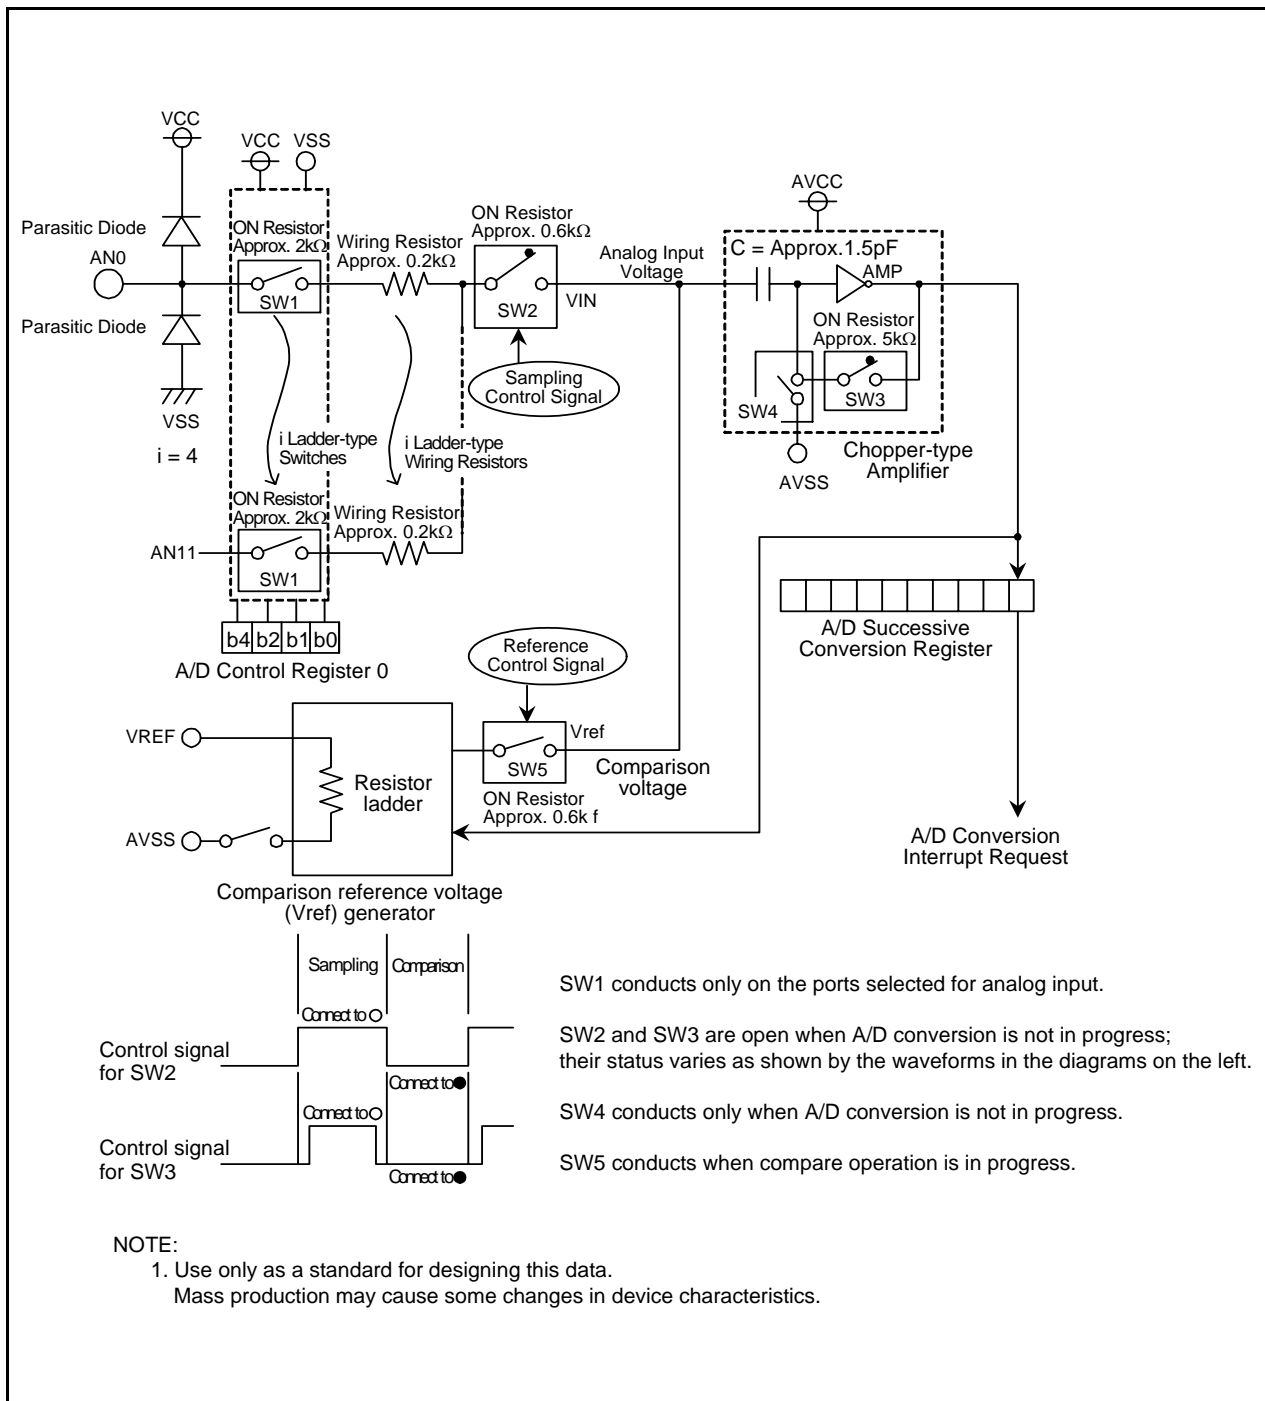 VCC
VCC
VSS
AVCC
Parasitic Diode
ON Resistor
Approx. 2kΩ
Wiring Resistor
Approx. 0.2kΩ
ON Resistor
Approx. 0.6kΩ
Analog Input
Voltage
C = Approx.1.5pF
AMP
AN0
SW1
SW2
VIN
Parasitic Diode
ON Resistor
Approx. 5kΩ
Sampling
Control Signal
SW4
SW3
VSS
i = 4
i Ladder-type
Switches
i Ladder-type
Wiring Resistors
AVSS
Chopper-type
Amplifier
ON Resistor
Approx. 2kΩ
Wiring Resistor
Approx. 0.2kΩ
AN11
SW1
b4 b2 b1 b0
A/D Control Register 0
Reference
Control Signal
A/D Successive
Conversion Register
VREF
Vref
SW5
Resistor
ladder
Comparison
voltage
ON Resistor
Approx. 0.6k f
AVSS
A/D Conversion
Interrupt Request
Comparison reference voltage
(Vref) generator
Sampling
Comparison
Connect to
Control signal
for SW2
Connect to
Connect to
Control signal
for SW3
Connect to
SW1 conducts only on the ports selected for analog input.
SW2 and SW3 are open when A/D conversion is not in progress;
their status varies as shown by the waveforms in the diagrams on the left.
SW4 conducts only when A/D conversion is not in progress.
SW5 conducts when compare operation is in progress.
NOTE:
1. Use only as a standard for designing this data.
Mass production may cause some changes in device characteristics.